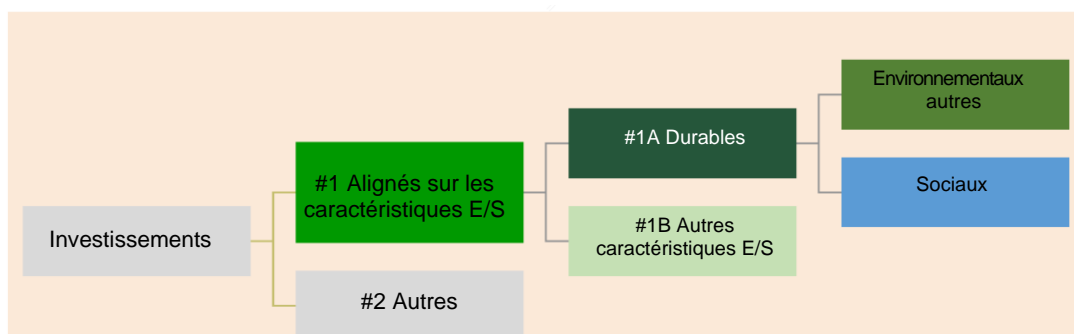 Investissements
#1 Alignés sur les
caractéristiques E/S
#2 Autres
#1A Durables
#1B Autres
caractéristiques E/S
Environnementaux
autres
Sociaux